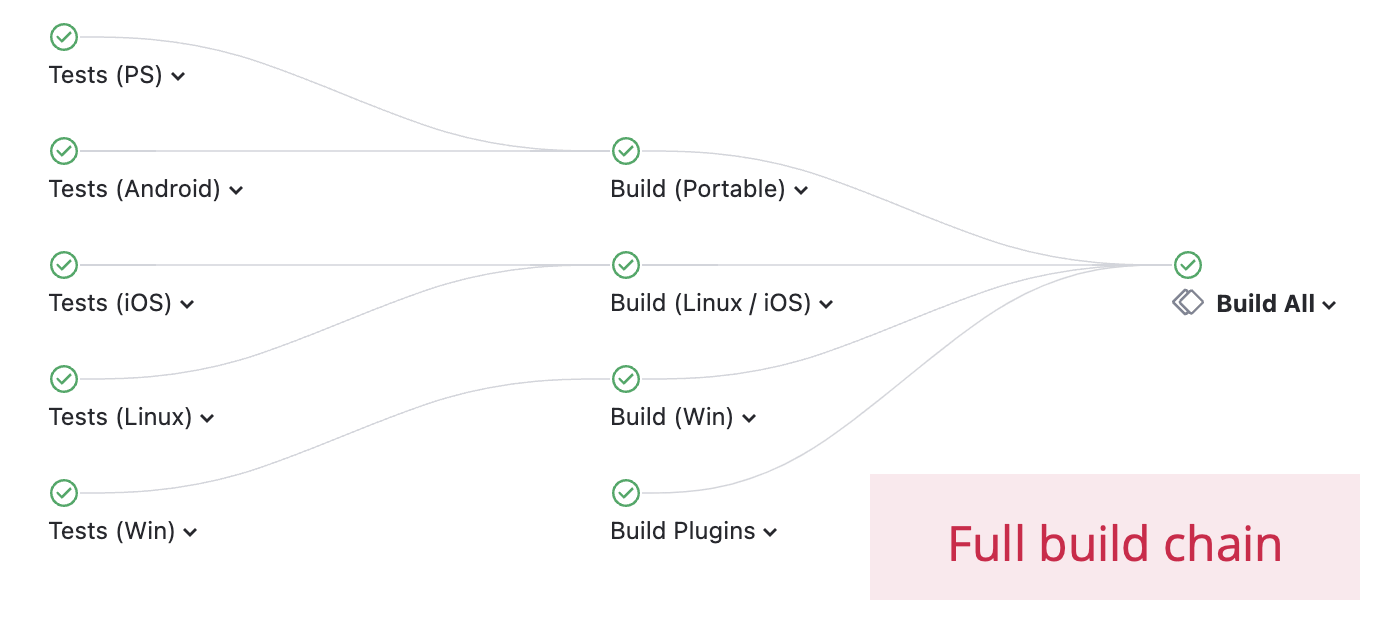 Tests (PS)
Tests (Android)
Build (Portable)
Tests (iOS)
Build (Linux / iOS)
Build All
Tests (Linux)
Build (Win)
Tests (Win)
Build Plugins
Full build chain